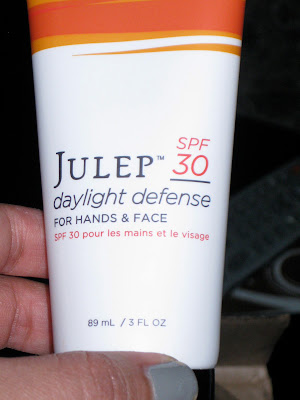 JULEP™ SPF 30
daylight defense
FOR HANDS & FACE
SPF 30 pour les mains et le visage
89 mL / 3 FL OZ